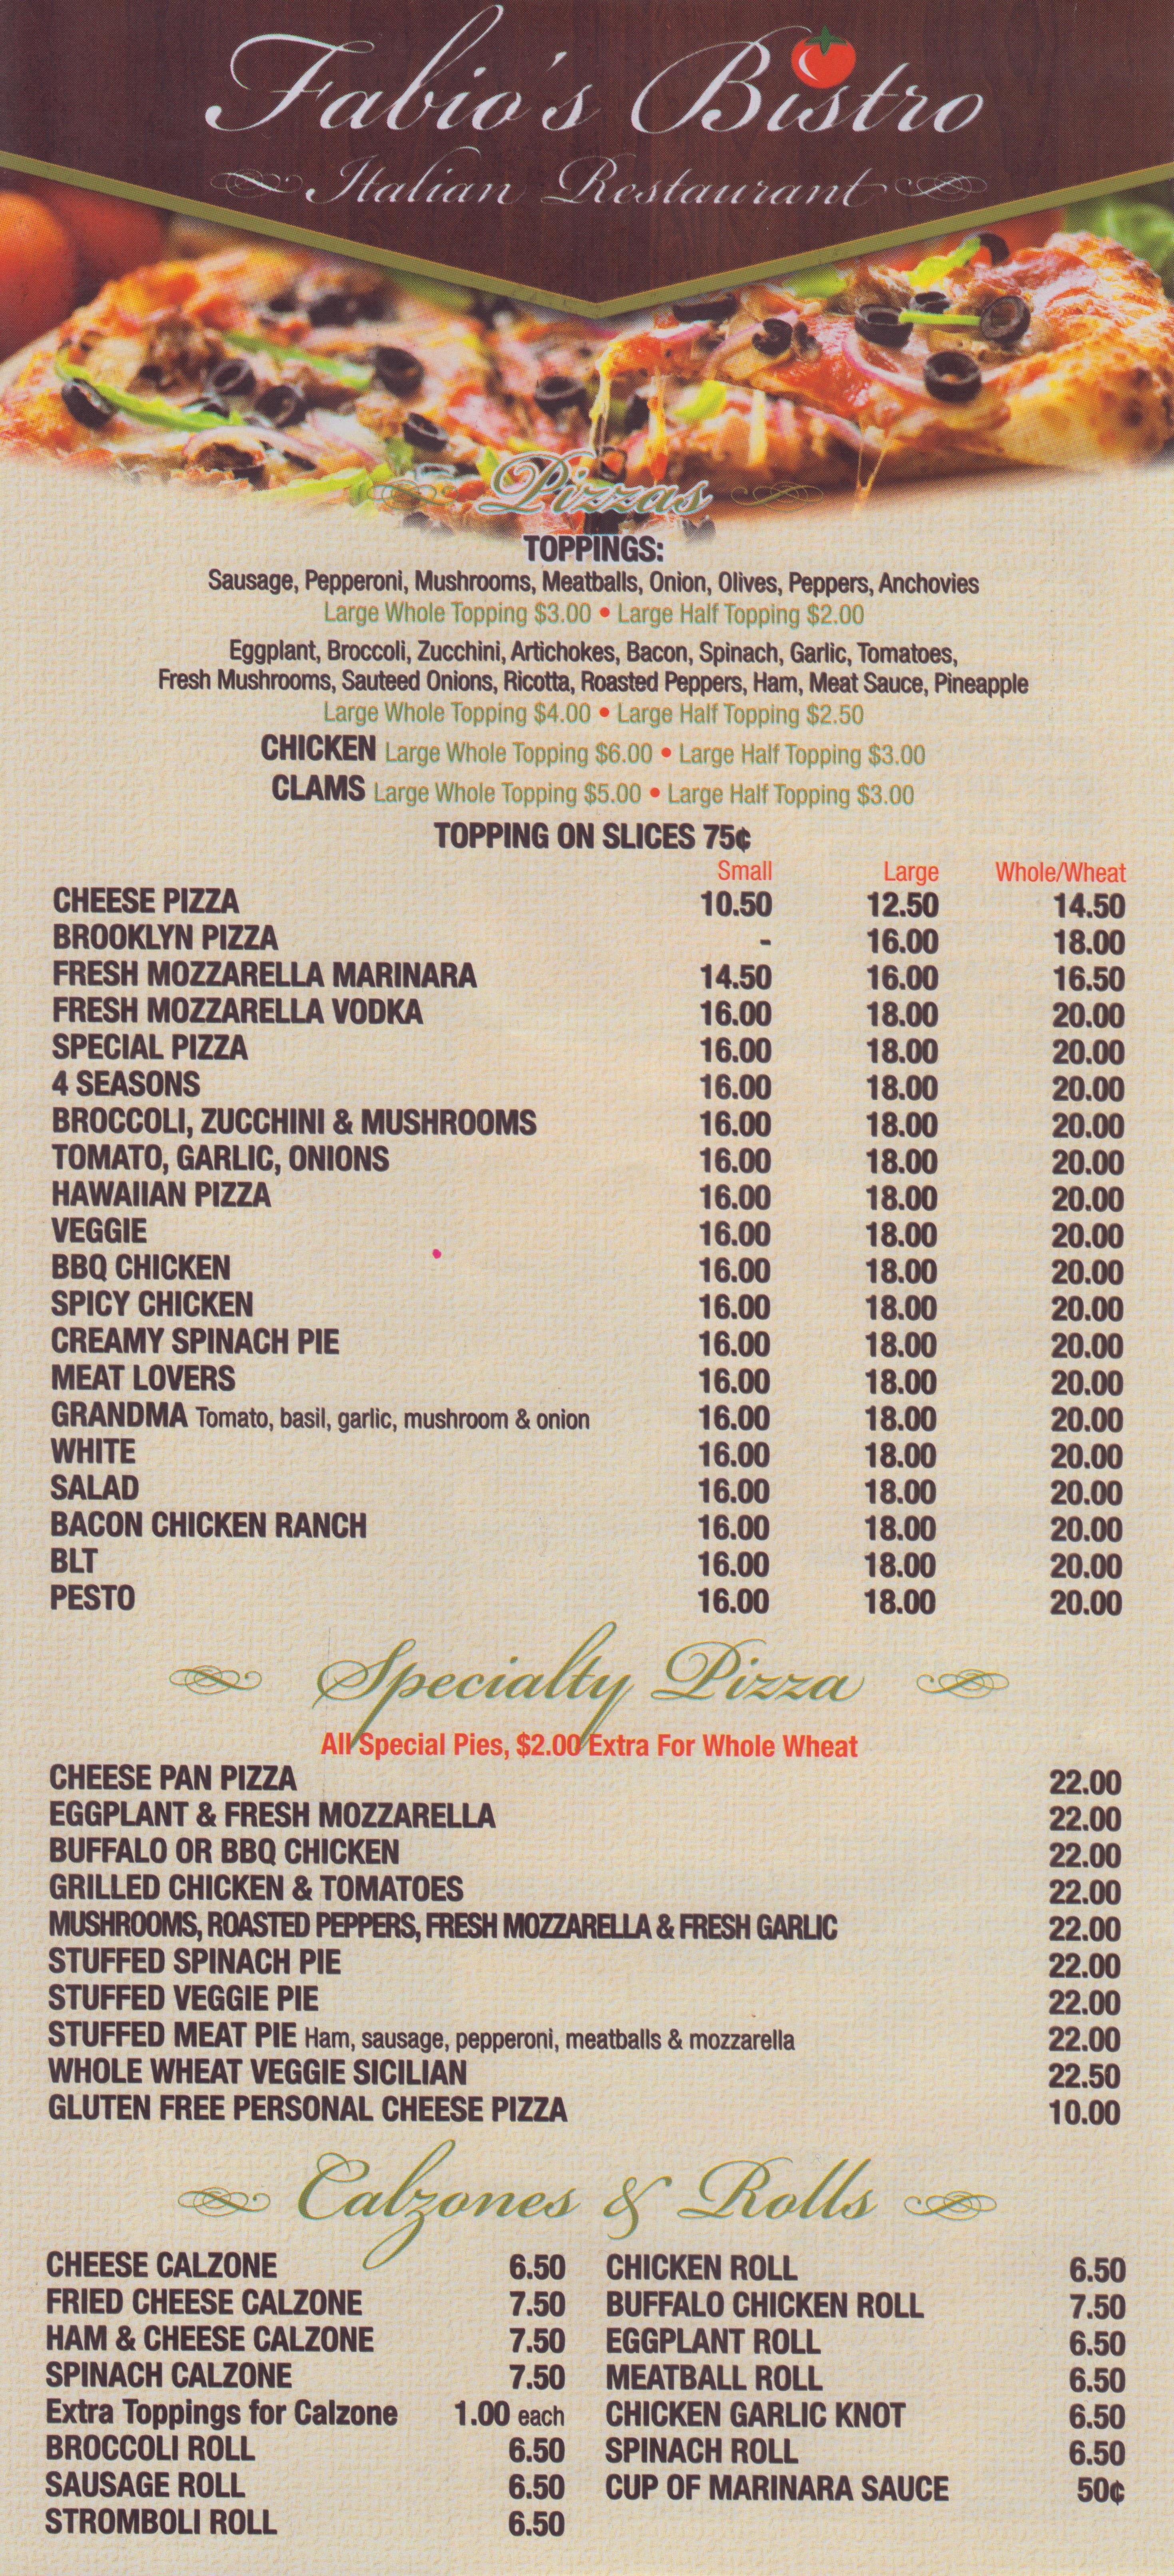 Fabio's Bistro
Italian Restaurant
Pizzas
TOPPINGS:
Sausage, Pepperoni, Mushrooms, Meatballs, Onion, Olives, Peppers, Anchovies
Large Whole Topping $3.00 • Large Half Topping $2.00
Eggplant, Broccoli, Zucchini, Artichokes, Bacon, Spinach, Garlic, Tomatoes,
Fresh Mushrooms, Sauteed Onions, Ricotta, Roasted Peppers, Ham, Meat Sauce, Pineapple
Large Whole Topping $4.00 • Large Half Topping $2.50
CHICKEN Large Whole Topping $6.00 • Large Half Topping $3.00
CLAMS Large Whole Topping $5.00 • Large Half Topping $3.00
TOPPING ON SLICES 75¢
Small Large Whole/Wheat
CHEESE PIZZA 10.50 12.50 14.50
BROOKLYN PIZZA - 16.00 18.00
FRESH MOZZARELLA MARINARA 14.50 16.00 16.50
FRESH MOZZARELLA VODKA 16.00 18.00 20.00
SPECIAL PIZZA 16.00 18.00 20.00
4 SEASONS 16.00 18.00 20.00
BROCCOLI, ZUCCHINI & MUSHROOMS 16.00 18.00 20.00
TOMATO, GARLIC, ONIONS 16.00 18.00 20.00
HAWAIIAN PIZZA 16.00 18.00 20.00
VEGGIE 16.00 18.00 20.00
BBQ CHICKEN 16.00 18.00 20.00
SPICY CHICKEN 16.00 18.00 20.00
CREAMY SPINACH PIE 16.00 18.00 20.00
MEAT LOVERS 16.00 18.00 20.00
GRANDMA Tomato, basil, garlic, mushroom & onion 16.00 18.00 20.00
WHITE 16.00 18.00 20.00
SALAD 16.00 18.00 20.00
BACON CHICKEN RANCH 16.00 18.00 20.00
BLT 16.00 18.00 20.00
PESTO 16.00 18.00 20.00
Specialty Pizza
All Special Pies, $2.00 Extra For Whole Wheat
CHEESE PAN PIZZA 22.00
EGGPLANT & FRESH MOZZARELLA 22.00
BUFFALO OR BBQ CHICKEN 22.00
GRILLED CHICKEN & TOMATOES 22.00
MUSHROOMS, ROASTED PEPPERS, FRESH MOZZARELLA & FRESH GARLIC 22.00
STUFFED SPINACH PIE 22.00
STUFFED VEGGIE PIE 22.00
STUFFED MEAT PIE Ham, sausage, pepperoni, meatballs & mozzarella 22.00
WHOLE WHEAT VEGGIE SICILIAN 22.50
GLUTEN FREE PERSONAL CHEESE PIZZA 10.00
Calzones & Rolls
CHEESE CALZONE 6.50
FRIED CHEESE CALZONE 7.50
HAM & CHEESE CALZONE 7.50
SPINACH CALZONE 7.50
Extra Toppings for Calzone 1.00 each
BROCCOLI ROLL 6.50
SAUSAGE ROLL 6.50
STROMBOLI ROLL 6.50
CHICKEN ROLL 6.50
BUFFALO CHICKEN ROLL 7.50
EGGPLANT ROLL 6.50
MEATBALL ROLL 6.50
CHICKEN GARLIC KNOT 6.50
SPINACH ROLL 6.50
CUP OF MARINARA SAUCE 50¢